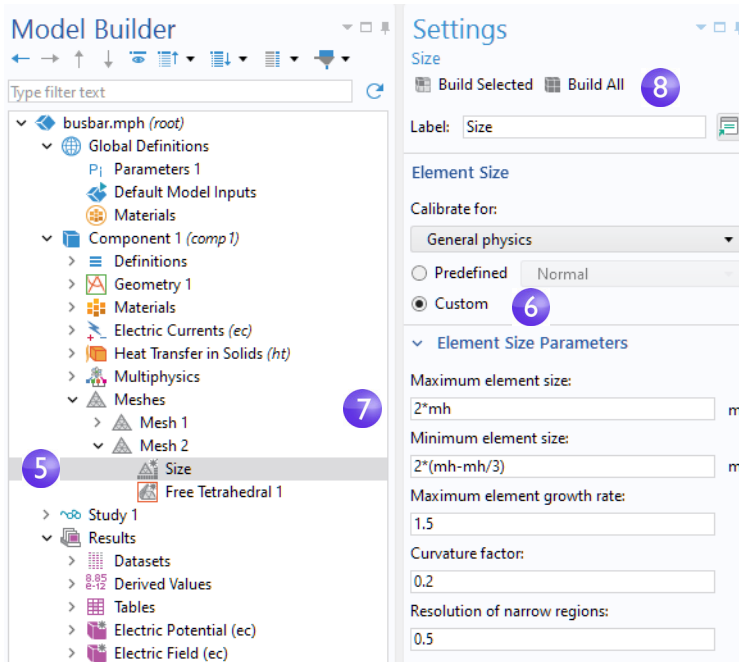 Model Builder
Type filter text
busbar.mph (root)
Global Definitions
Pi Parameters 1
Default Model Inputs
Materials
Component 1 (comp1)
Definitions
Geometry 1
Materials
Electric Currents (ec)
Heat Transfer in Solids (ht)
Multiphysics
Meshes
7
Mesh 1
Mesh 2
5
Size
Free Tetrahedral 1
Study 1
Results
Datasets
8.85
e-12
Derived Values
Tables
Electric Potential (ec)
Electric Field (ec)
Settings
Size
Build Selected
Build All
8
Label:
Size
Element Size
Calibrate for:
General physics
Predefined
Normal
Custom
6
Element Size Parameters
Maximum element size:
2*mh
m
Minimum element size:
2*(mh-mh/3)
m
Maximum element growth rate:
1.5
Curvature factor:
0.2
Resolution of narrow regions:
0.5